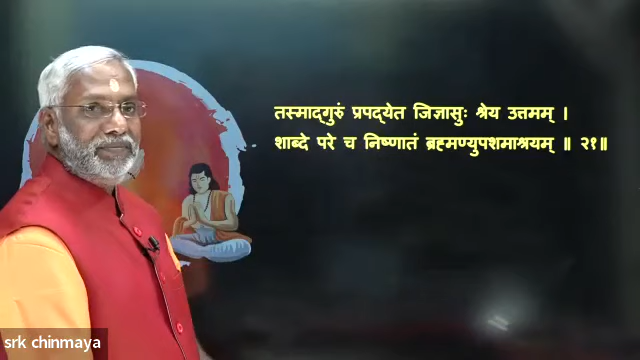 तस्माद्गुरुं प्रपद्येत जिज्ञासुः श्रेय उत्तमम् ।
शाब्दे परे च निष्णातं ब्रह्मण्युपशमाश्रयम् ॥ २१॥
srk chinmaya